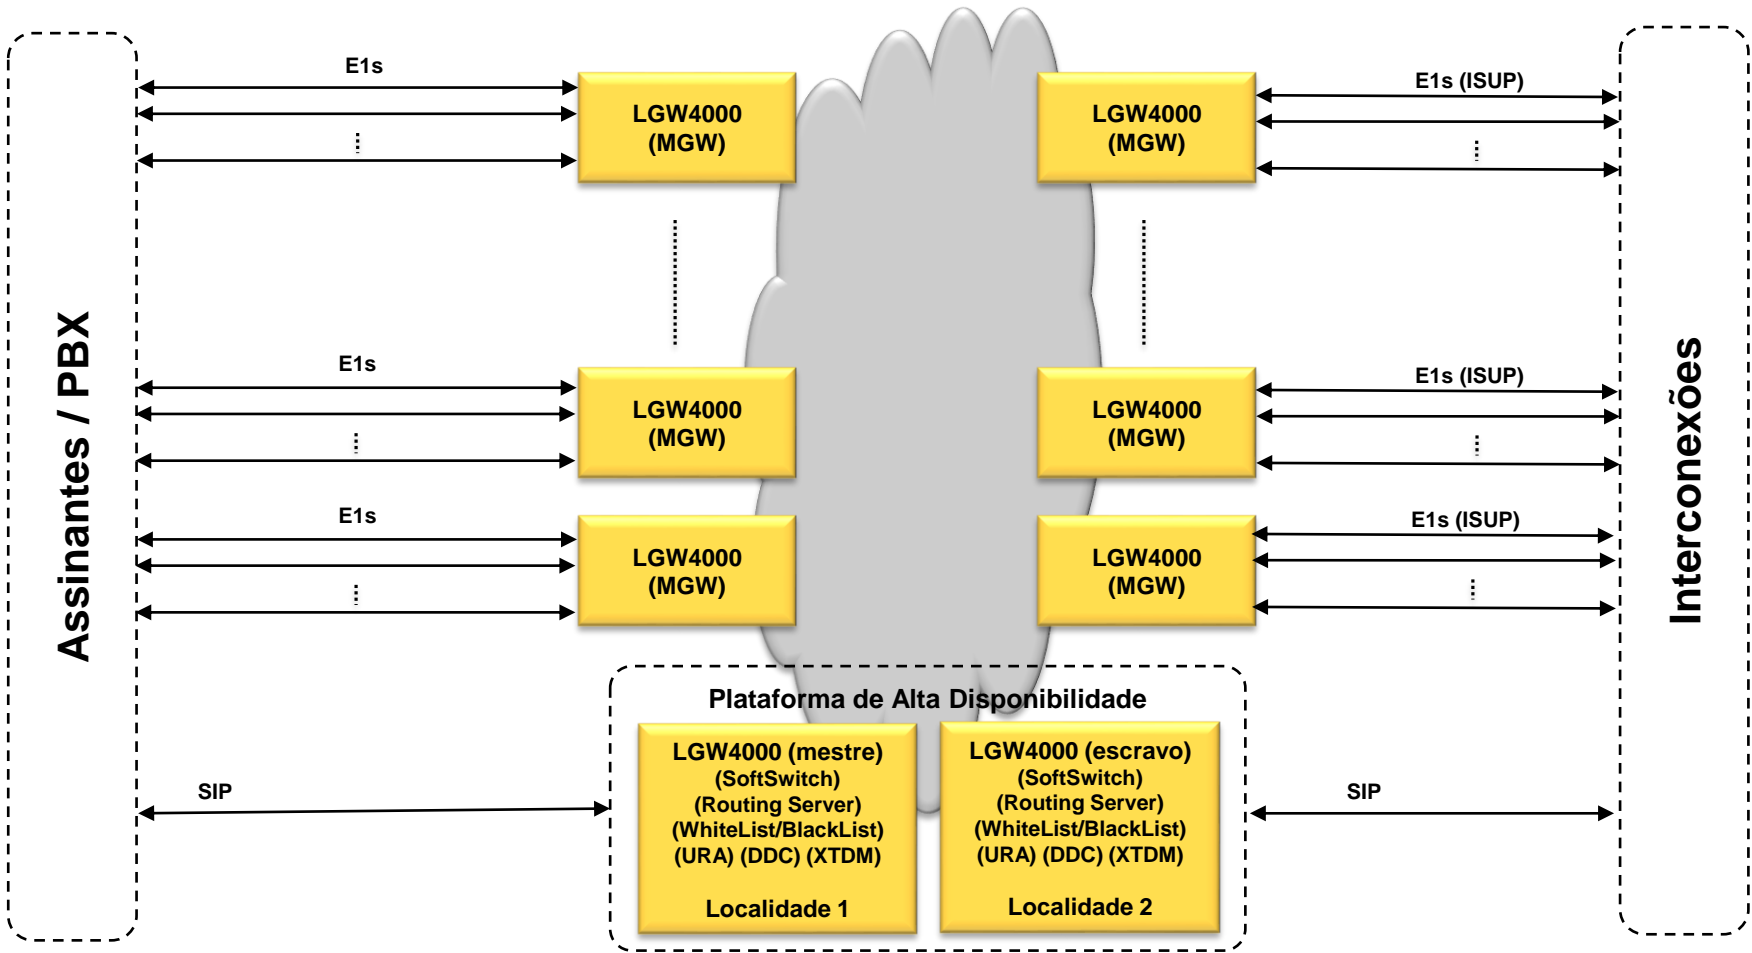 Assinantes / PBX
E1s
LGW4000
(MGW)
LGW4000
(MGW)
E1s (ISUP)
E1s
LGW4000
(MGW)
LGW4000
(MGW)
E1s (ISUP)
E1s
LGW4000
(MGW)
LGW4000
(MGW)
E1s (ISUP)
Interconexões
Plataforma de Alta Disponibilidade
SIP
LGW4000 (mestre)
(SoftSwitch)
(Routing Server)
(WhiteList/BlackList)
(URA) (DDC) (XTDM)
Localidade 1
LGW4000 (escravo)
(SoftSwitch)
(Routing Server)
(WhiteList/BlackList)
(URA) (DDC) (XTDM)
Localidade 2
SIP